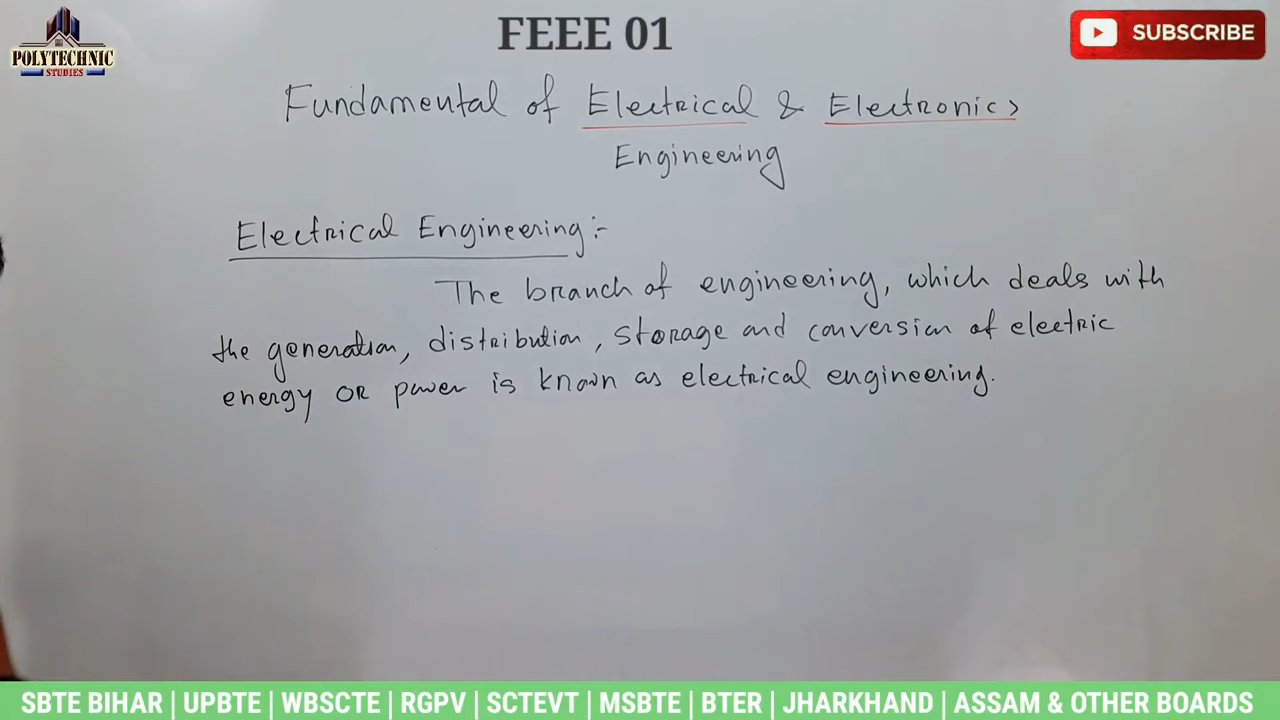 FEEE 01
POLYTECHNIC
STUDIES
SUBSCRIBE
Fundamental of Electrical & Electronics
Engineering
Electrical Engineering :-
The branch of engineering, which deals with
the generation, distribution, storage and conversion of electric
energy OR power is known as electrical engineering.
SBTE BIHAR | UPBTE | WBSCTE | RGPV | SCTEVT | MSBTE | BTER | JHARKHAND | ASSAM & OTHER BOARDS